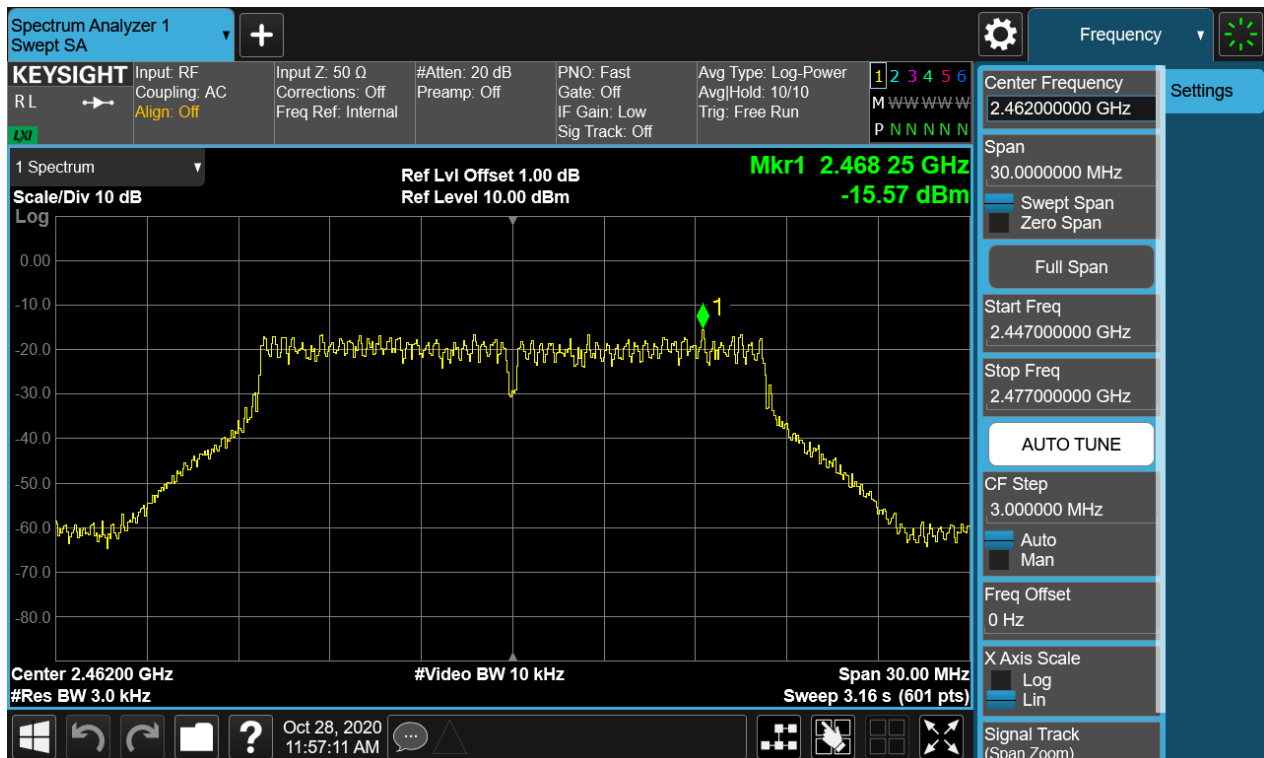 Spectrum Analyzer 1
Swept SA
Frequency
KEYSIGHT
R L
LXI
Input: RF
Coupling: AC
Align: Off
Input Z: 50 Ω
Corrections: Off
Freq Ref: Internal
#Atten: 20 dB
Preamp: Off
PNO: Fast
Gate: Off
IF Gain: Low
Sig Track: Off
Avg Type: Log-Power
Avg|Hold: 10/10
Trig: Free Run
1 2 3 4 5 6
M W W W W W
P N N N N N
1 Spectrum
Scale/Div 10 dB
Log
Ref Lvl Offset 1.00 dB
Ref Level 10.00 dBm
Mkr1 2.468 25 GHz
-15.57 dBm
0.00
-10.0
-20.0
-30.0
-40.0
-50.0
-60.0
-70.0
-80.0
1
Center 2.46200 GHz
#Res BW 3.0 kHz
#Video BW 10 kHz
Span 30.00 MHz
Sweep 3.16 s (601 pts)
Center Frequency
2.462000000 GHz
Span
30.0000000 MHz
Swept Span
Zero Span
Full Span
Start Freq
2.447000000 GHz
Stop Freq
2.477000000 GHz
AUTO TUNE
CF Step
3.000000 MHz
Auto
Man
Freq Offset
0 Hz
X Axis Scale
Log
Lin
Signal Track
(Span Zoom)
Settings
?
Oct 28, 2020
11:57:11 AM